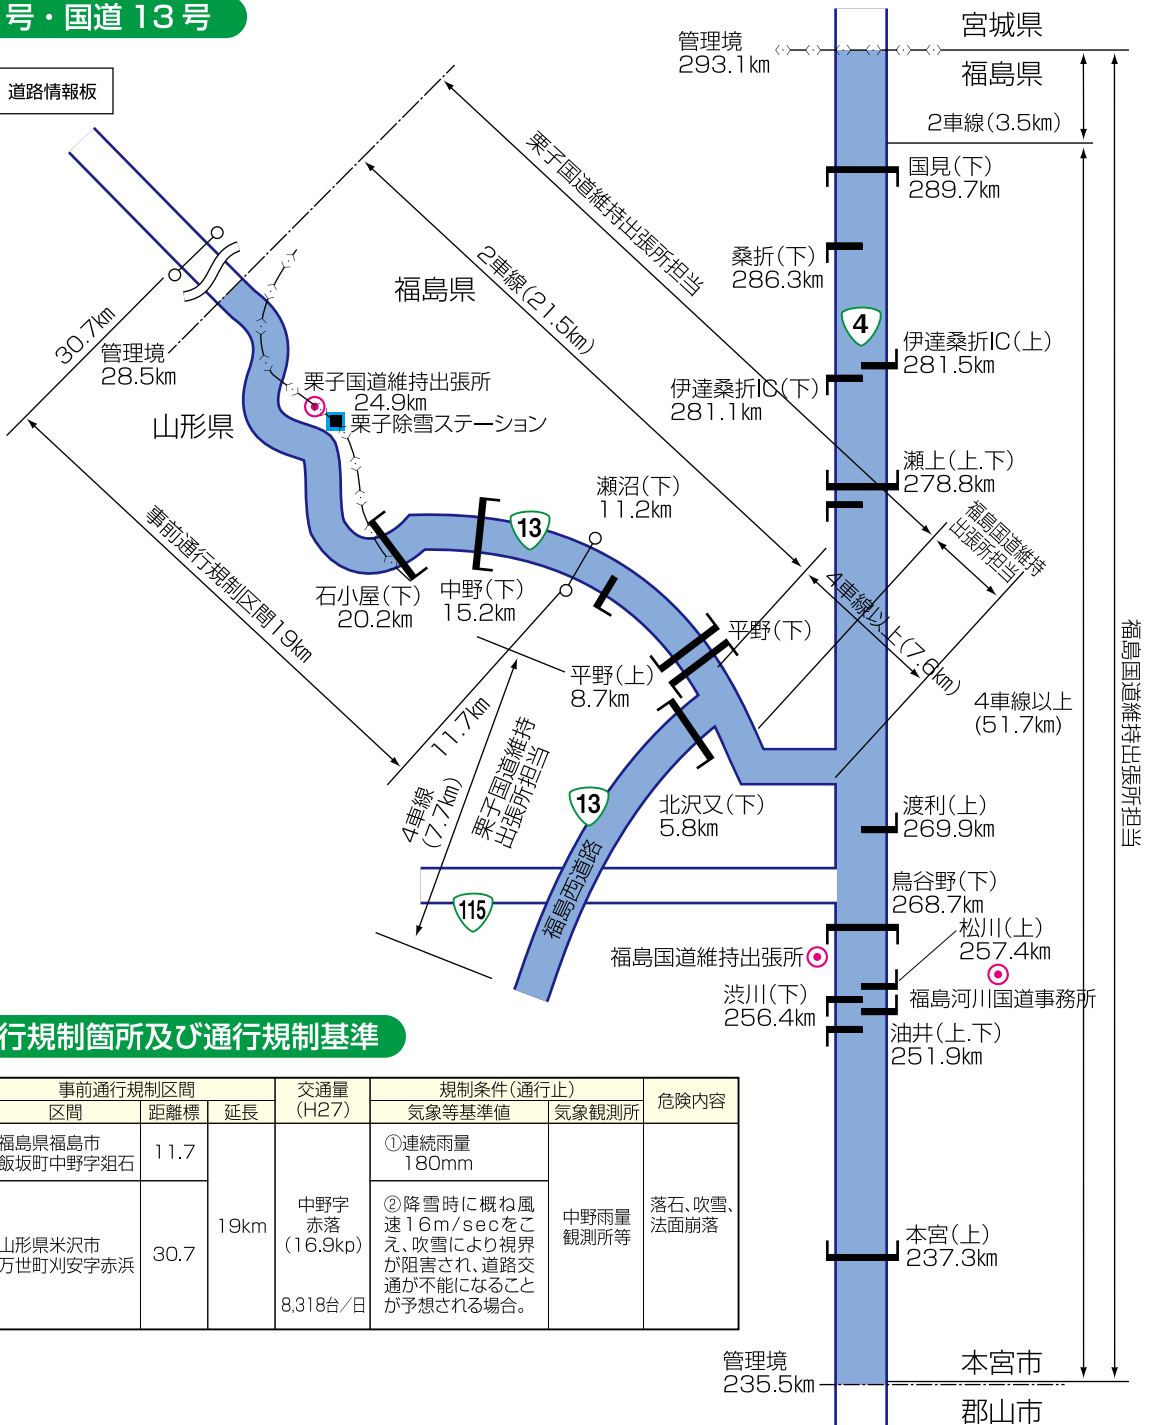 号・国道 13 号
道路情報板
宮城県
管理境
293.1km
福島県
2車線(3.5km)
国見(下)
289.7km
栗子国道維持出張所担当
桑折(下)
286.3km
2車線(21.5km)
福島県
4
伊達桑折IC(上)
281.5km
30.7km
管理境
28.5km
伊達桑折IC(下)
281.1km
栗子国道維持出張所
24.9km
栗子除雪ステーション
山形県
瀬上(上.下)
278.8km
瀬沼(下)
11.2km
13
福島国道維持
出張所担当
事前通行規制区間19km
石小屋(下)
20.2km
中野(下)
15.2km
4車線以上(7.6km)
平野(下)
平野(上)
8.7km
福島国道維持出張所担当
4車線以上
(51.7km)
11.7km
栗子国道維持
出張所担当
4車線
(7.7km)
13
北沢又(下)
5.8km
渡利(上)
269.9km
福島西道路
115
鳥谷野(下)
268.7km
松川(上)
257.4km
福島国道維持出張所
渋川(下)
256.4km
福島河川国道事務所
油井(上.下)
251.9km
行規制箇所及び通行規制基準
事前通行規制区間
交通量
(H27)
規制条件(通行止)
危険内容
区間
距離標
延長
気象等基準値
気象観測所
福島県福島市
飯坂町中野字爼石
11.7
①連続雨量
180mm
19km
中野字
赤落
(16.9kp)
8,318台／日
②降雪時に概ね風
速16m/secをこ
え、吹雪により視界
が阻害され、道路交
通が不能になること
が予想される場合。
中野雨量
観測所等
落石、吹雪、
法面崩落
山形県米沢市
万世町刈安字赤浜
30.7
本宮(上)
237.3km
管理境
235.5km
本宮市
郡山市